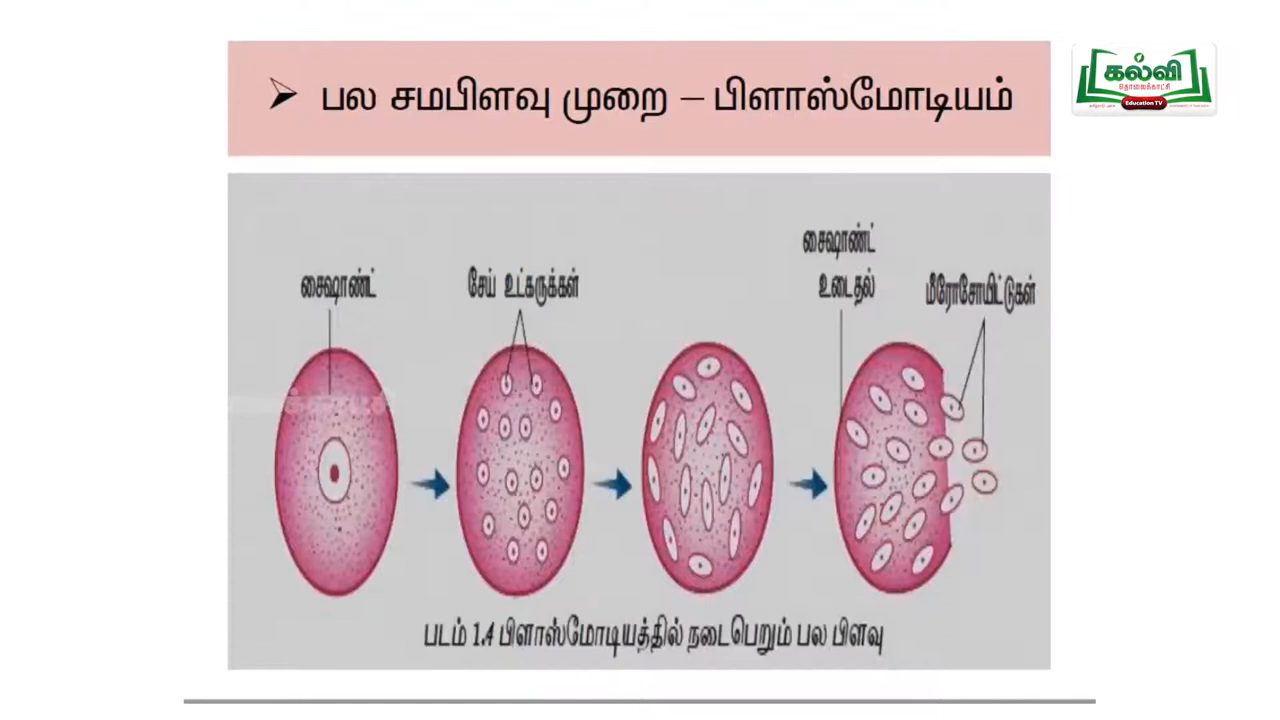 ➢ பல சமபிளவு முறை – பிளாஸ்மோடியம்
கல்வி
தொலைக்காட்சி
Education TV
சைஷாண்ட்
சேய் உட்கருக்கள்
சைஷாண்ட்
உடைதல்
மீரோசோயிட்டுகள்
படம் 1.4 பிளாஸ்மோடியத்தில் நடைபெறும் பல பிளவு